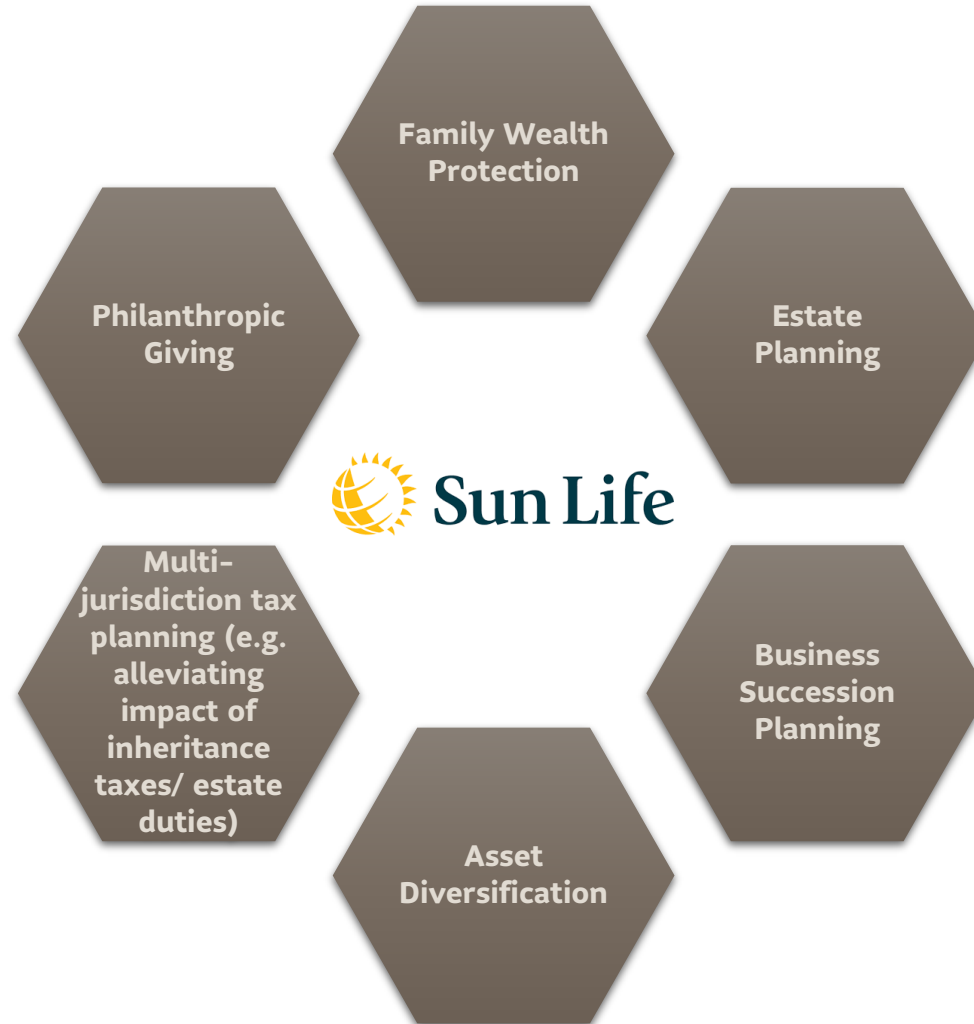 Family Wealth
Protection
Philanthropic
Giving
Estate
Planning
Sun Life
Multi-
jurisdiction tax
planning (e.g.
alleviating
impact of
inheritance
taxes/ estate
duties)
Business
Succession
Planning
Asset
Diversification